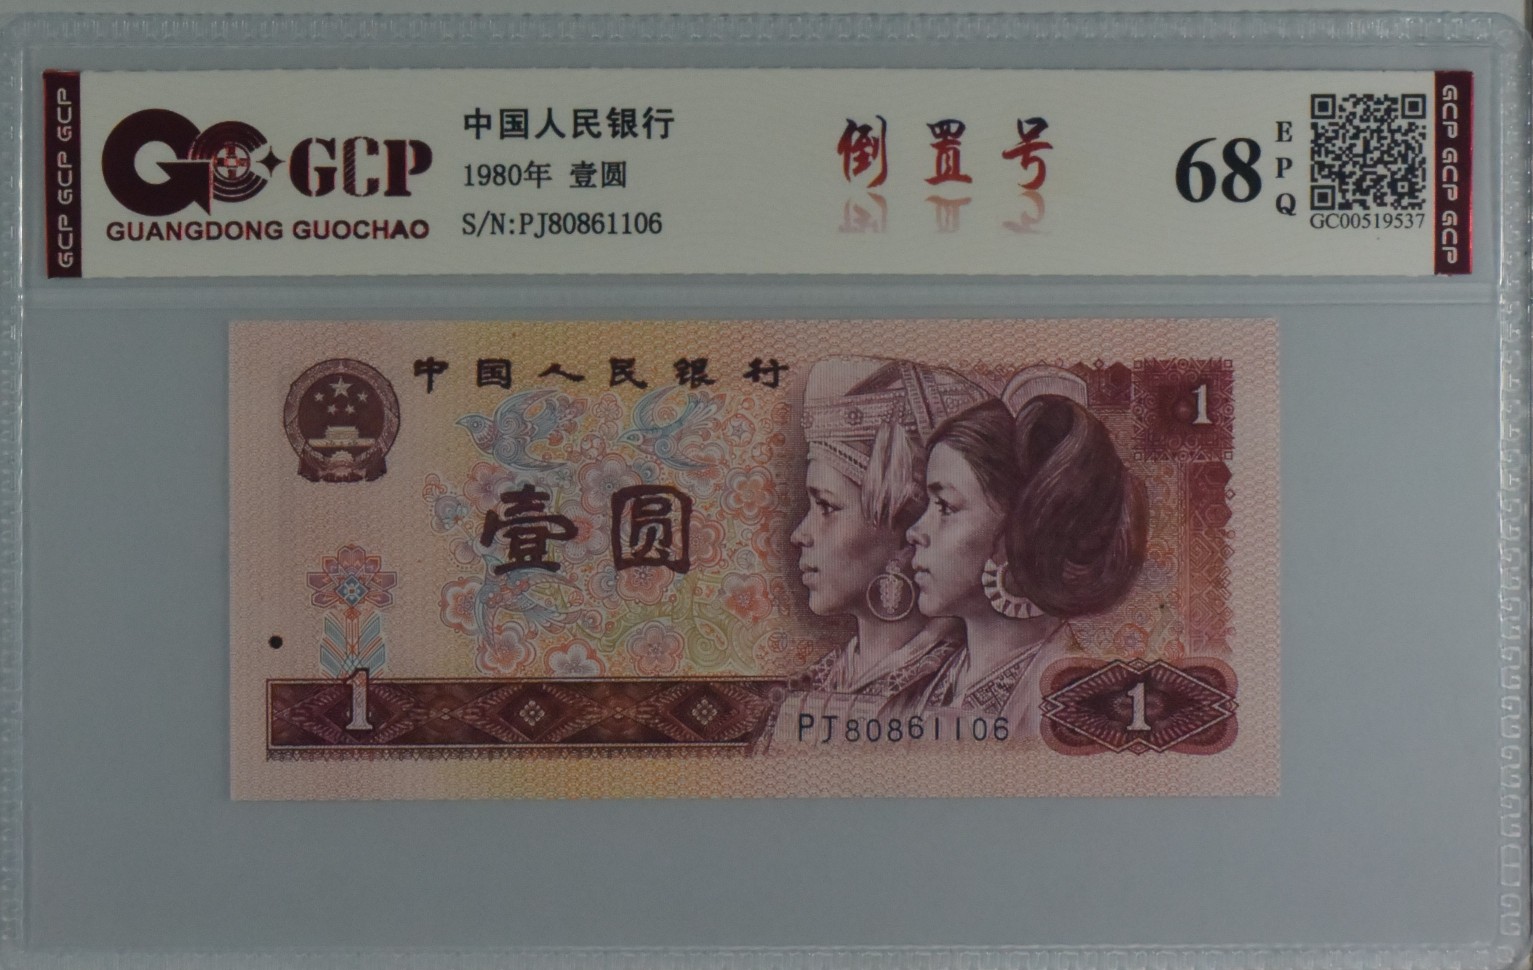 GCP GCP GCP
GCP
GUANGDONG GUOCHAO
中国人民银行
1980年 壹圆
S/N:PJ80861106
倒置号
68
EPQ
GC00519537
GCP GCP GCP
中国人民银行
1
壹圆
1
PJ80861106
1